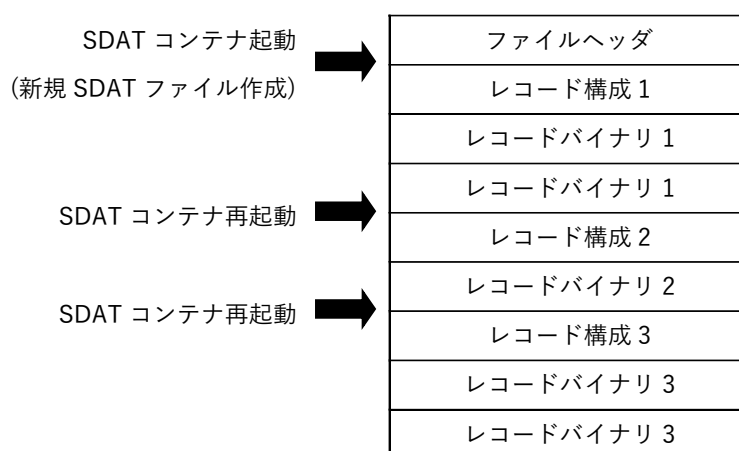 SDAT コンテナ起動
(新規 SDAT ファイル作成)
ファイルヘッダ
レコード構成 1
レコードバイナリ 1
レコードバイナリ 1
SDAT コンテナ再起動
レコード構成 2
レコードバイナリ 2
SDAT コンテナ再起動
レコード構成 3
レコードバイナリ 3
レコードバイナリ 3